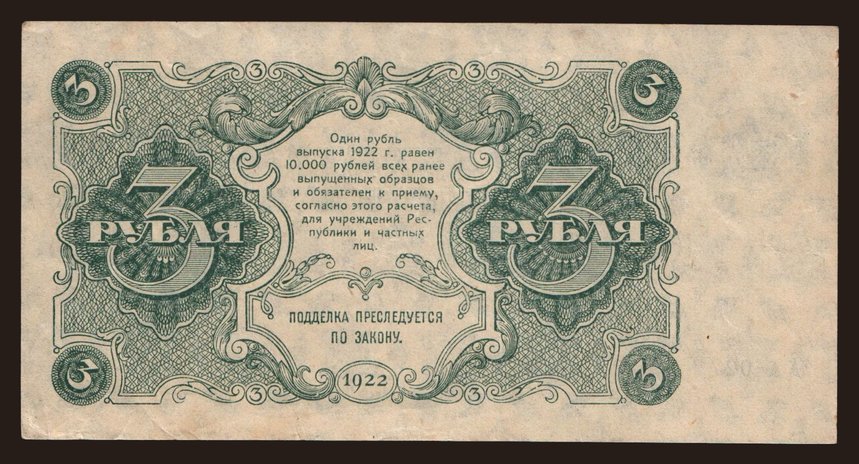 3 3 3 3
Один рубль
выпуска 1922 г. равен
10.000 рублей всех ранее
выпущенных образцов
и обязателен к приему,
согласно этого расчета,
для учреждений Рес-
публики и частных
лиц.
3 3
РУБЛЯ РУБЛЯ
ПОДДЕЛКА ПРЕСЛЕДУЕТСЯ
ПО ЗАКОНУ.
3 3 1922 3 3